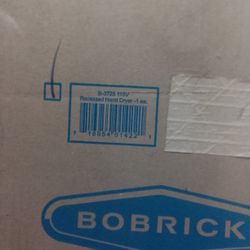 B-3725 115V
Recessed Hand Dryer -1 ea.
BOBRICK